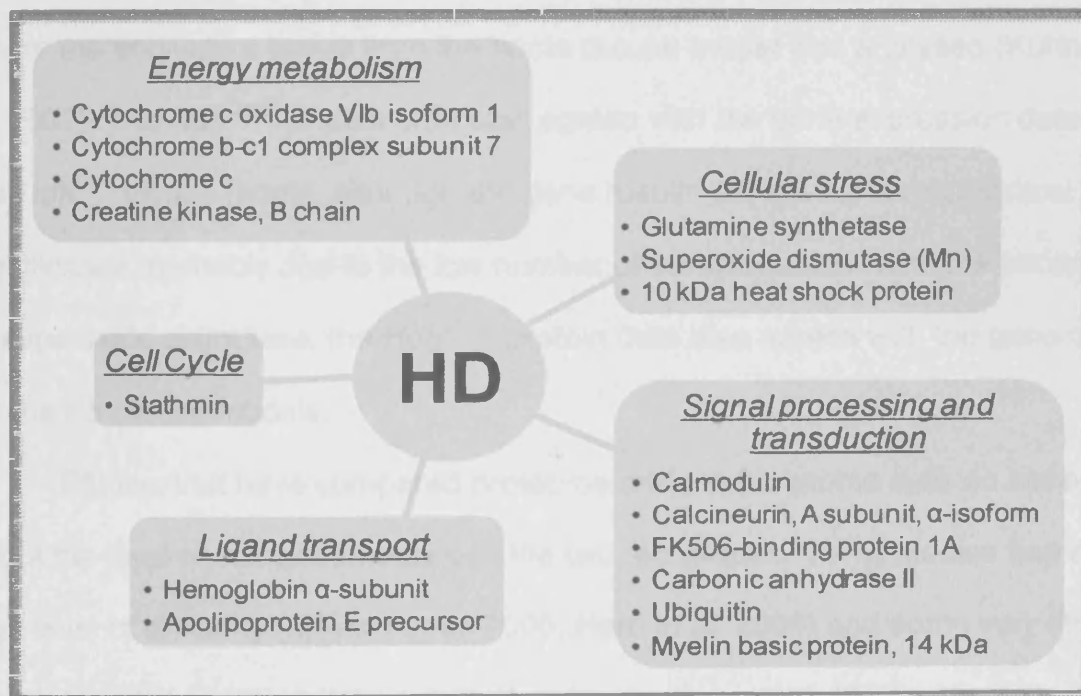 Energy metabolism
• Cytochrome c oxidase VIb isoform 1
• Cytochrome b-c1 complex subunit 7
• Cytochrome c
• Creatine kinase, B chain
Cellular stress
• Glutamine synthetase
• Superoxide dismutase (Mn)
• 10 kDa heat shock protein
Cell Cycle
• Stathmin
HD
Signal processing and
transduction
• Calmodulin
• Calcineurin, A subunit, α-isoform
• FK506-binding protein 1A
• Carbonic anhydrase II
• Ubiquitin
• Myelin basic protein, 14 kDa
Ligand transport
• Hemoglobin α-subunit
• Apolipoprotein E precursor